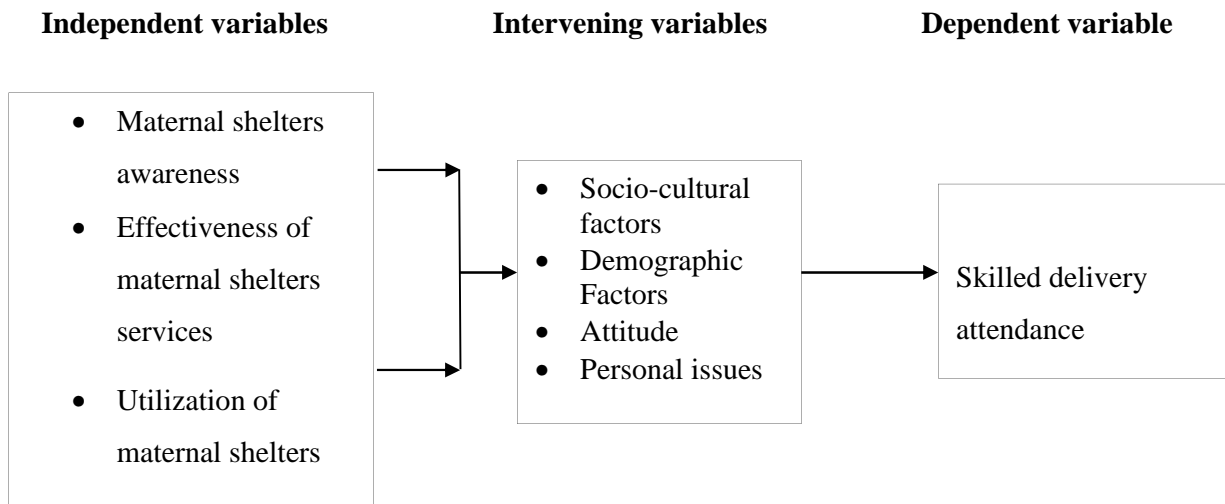 Independent variables
Intervening variables
Dependent variable
• Maternal shelters
awareness
• Effectiveness of
maternal shelters
services
• Utilization of
maternal shelters
• Socio-cultural
factors
• Demographic
Factors
• Attitude
• Personal issues
Skilled delivery
attendance